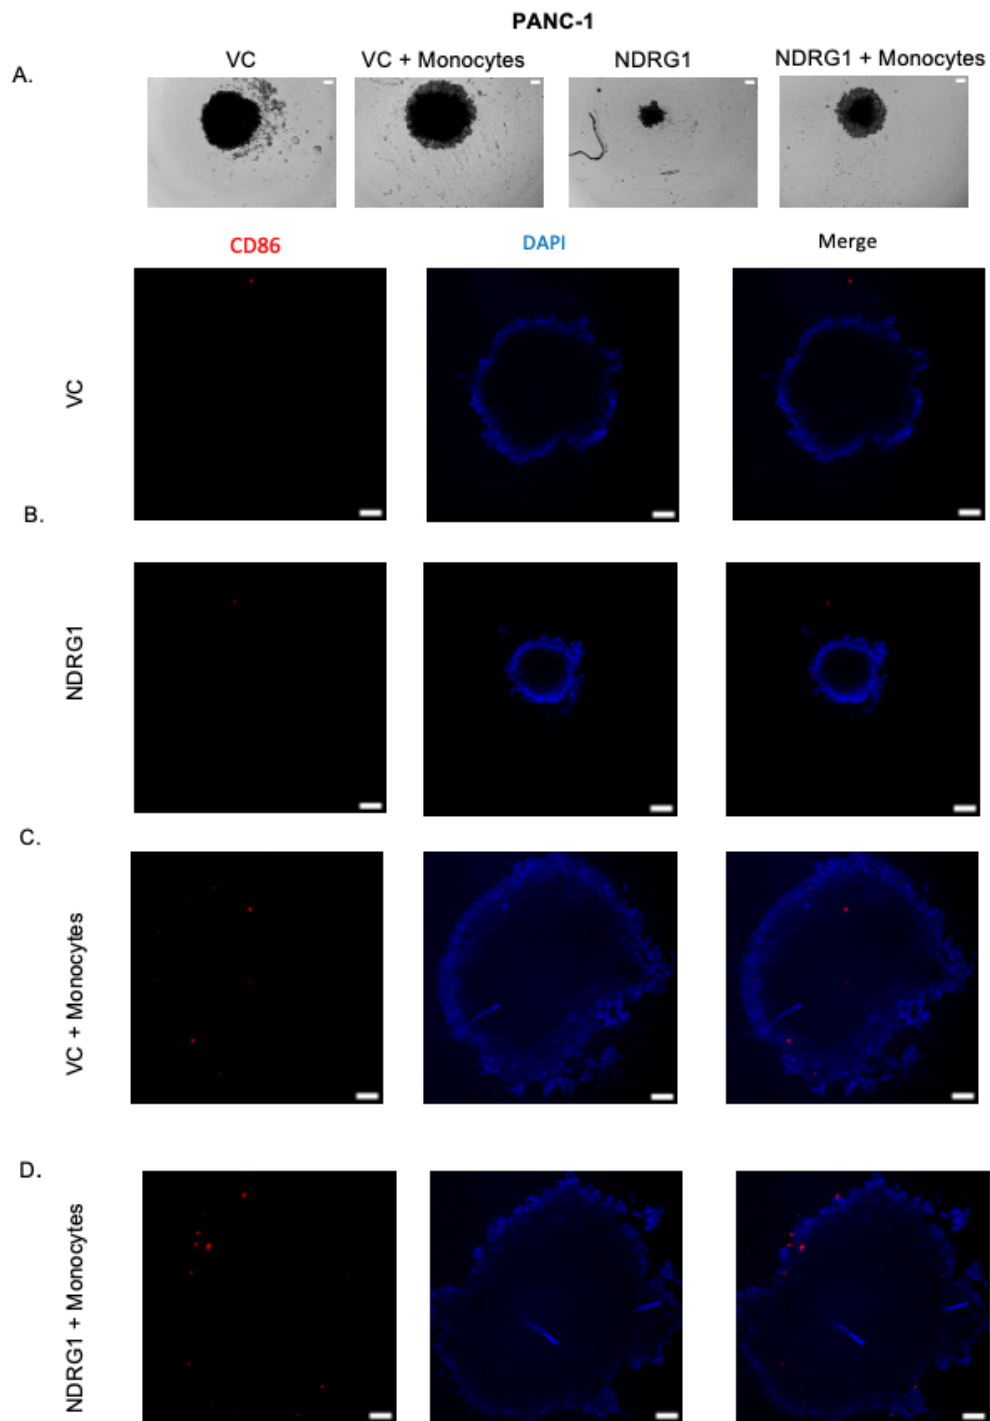 PANC-1
A.
VC
VC + Monocytes
NDRG1
NDRG1 + Monocytes
CD86
DAPI
Merge
VC
B.
NDRG1
C.
VC + Monocytes
D.
NDRG1 + Monocytes